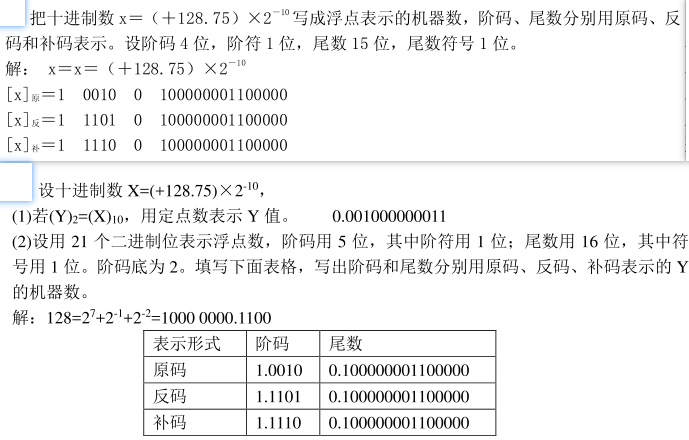 把十进制数 x＝（＋128.75）×2⁻¹⁰写成浮点表示的机器数，阶码、尾数分别用原码、反
码和补码表示。设阶码 4 位，阶符 1 位，尾数 15 位，尾数符号 1 位。
解： x＝x＝（＋128.75）×2⁻¹⁰
[x]原＝1 0010 0 100000001100000
[x]反＝1 1101 0 100000001100000
[x]补＝1 1110 0 100000001100000
设十进制数 X=(+128.75)×2⁻¹⁰，
(1)若(Y)₂=(X)₁₀，用定点数表示 Y 值。 0.001000000011
(2)设用 21 个二进制位表示浮点数，阶码用 5 位，其中阶符用 1 位；尾数用 16 位，其中符
号用 1 位。阶码底为 2。填写下面表格，写出阶码和尾数分别用原码、反码、补码表示的 Y
的机器数。
解：128=2⁷+2⁻¹+2⁻²=1000 0000.1100
表示形式 阶码 尾数
原码 1.0010 0.100000001100000
反码 1.1101 0.100000001100000
补码 1.1110 0.100000001100000